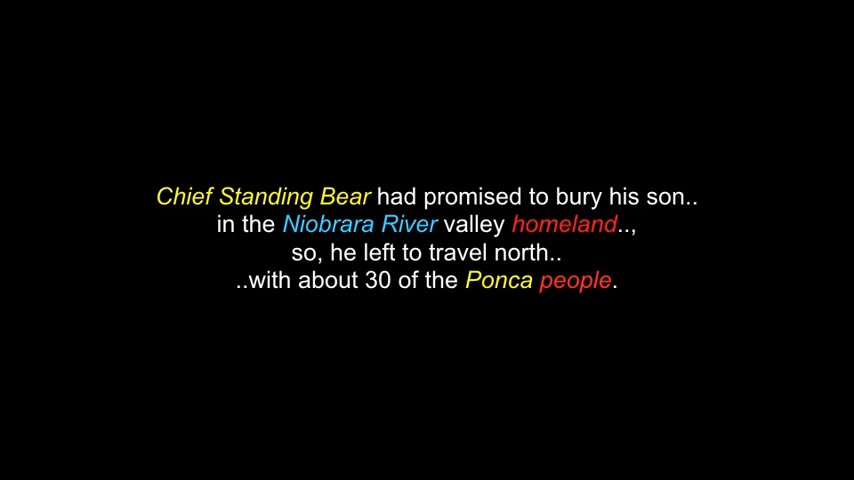 Chief Standing Bear had promised to bury his son..
in the Niobrara River valley homeland..,
so, he left to travel north..
..with about 30 of the Ponca people.